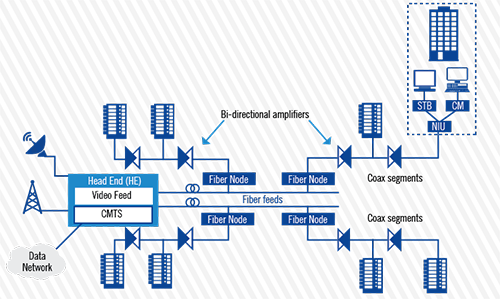 STB
CM
NIU
Bi-directional amplifiers
Head End (HE)
Video Feed
CMTS
Fiber Node
Fiber Node
Coax segments
Fiber feeds
Fiber Node
Fiber Node
Coax segments
Data
Network